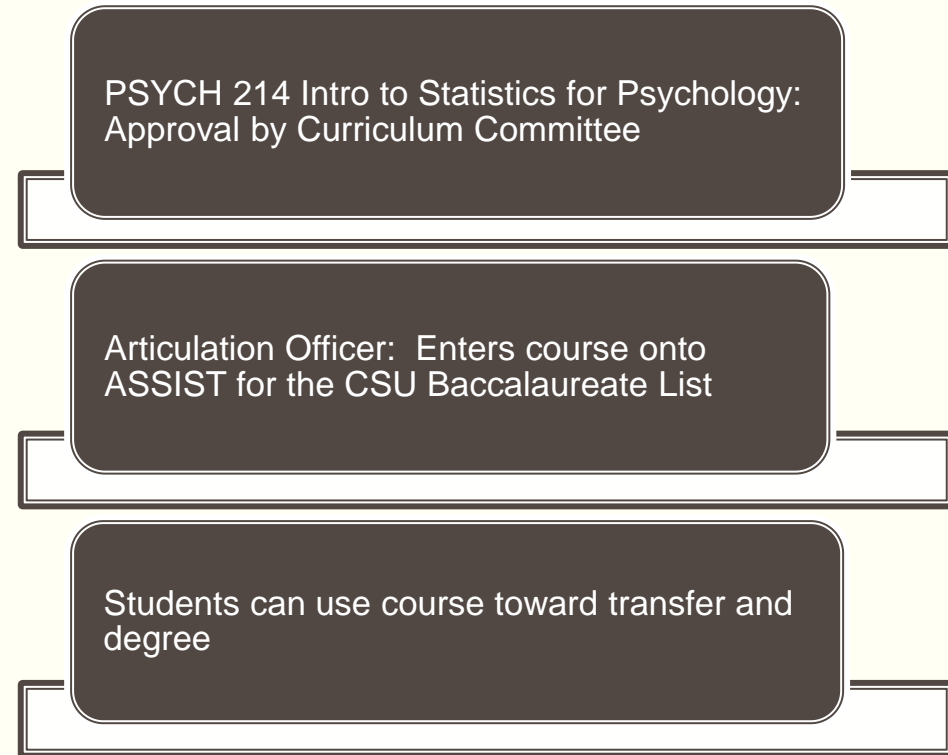 PSYCH 214 Intro to Statistics for Psychology:
Approval by Curriculum Committee
Articulation Officer:  Enters course onto
ASSIST for the CSU Baccalaureate List
Students can use course toward transfer and
degree